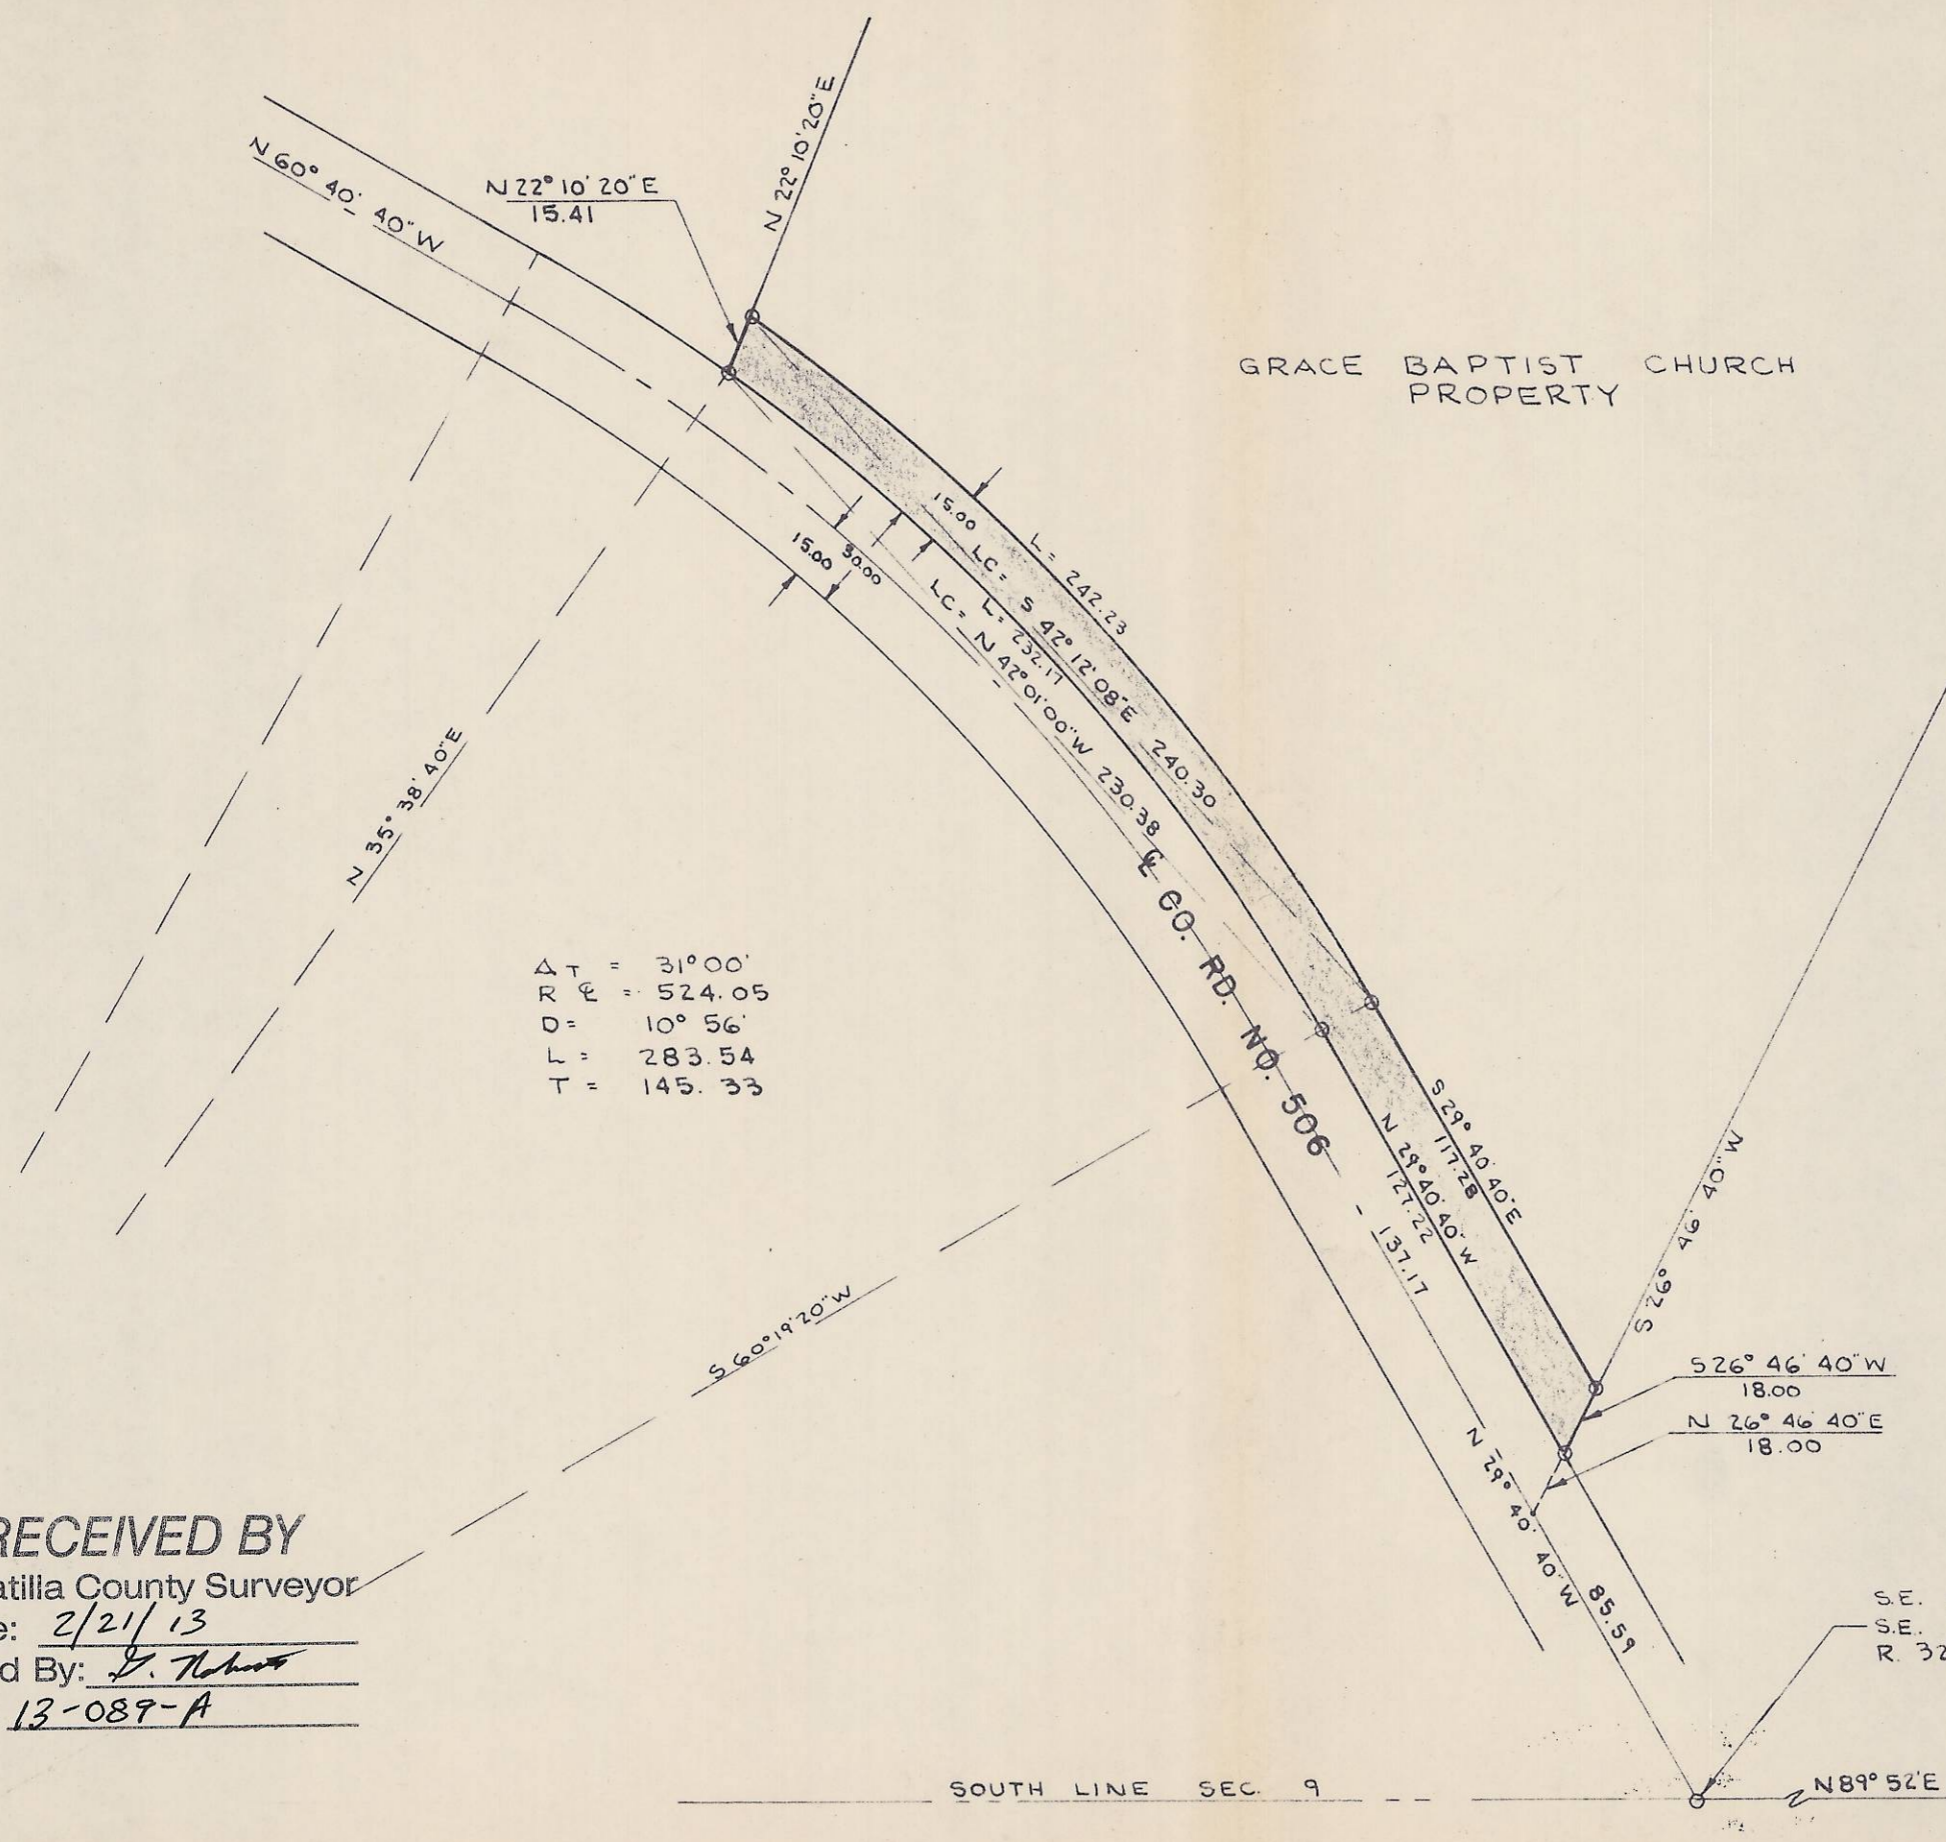 N 22° 10' 20" E
N 60° 40' 40" W
N 22° 10' 20" E
15.41
GRACE BAPTIST CHURCH
PROPERTY
15.00
L = 242.23
LC = S 42° 12' 08" E 240.30
15.00
30.00
L = 232.17
LC = N 42° 01' 00" W 230.38
℄ CO. RD. NO. 506
N 35° 38' 40" E
Δ T = 31° 00'
R ℄ = 524.05
D = 10° 56'
L = 283.54
T = 145.33
S 29° 40' 40" E
117.28
N 29° 40' 40" W
127.22
137.17
S 26° 46' 40" W
S 60° 19' 20" W
S 26° 46' 40" W
18.00
N 26° 46' 40" E
18.00
N 29° 40' 40" W 85.59
RECEIVED BY
atilla County Surveyor
e: 2/21/13
d By:
13-089-A
S.E.
S.E.
R. 32
SOUTH LINE SEC. 9
N 89° 52' E